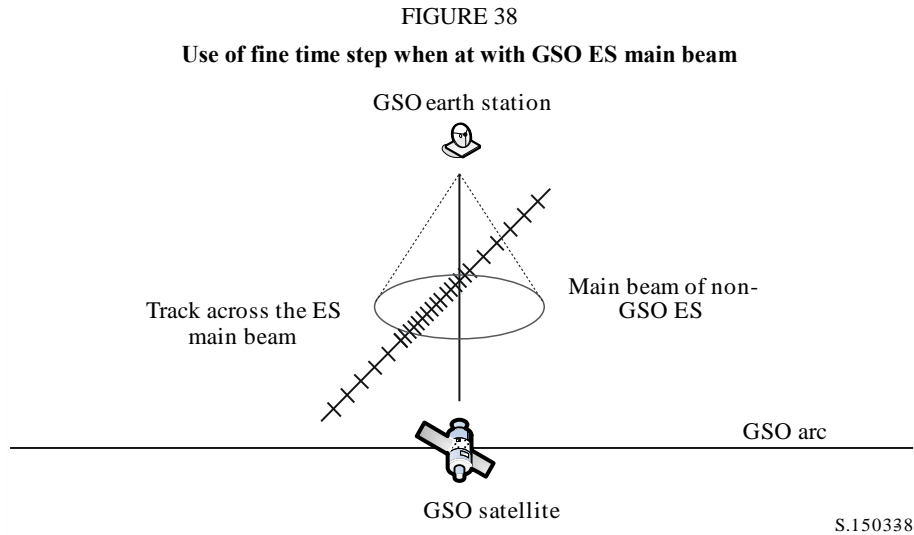 FIGURE 38
Use of fine time step when at with GSO ES main beam
GSO earth station
Track across the ES
main beam
Main beam of non-
GSO ES
GSO arc
GSO satellite
S.150338